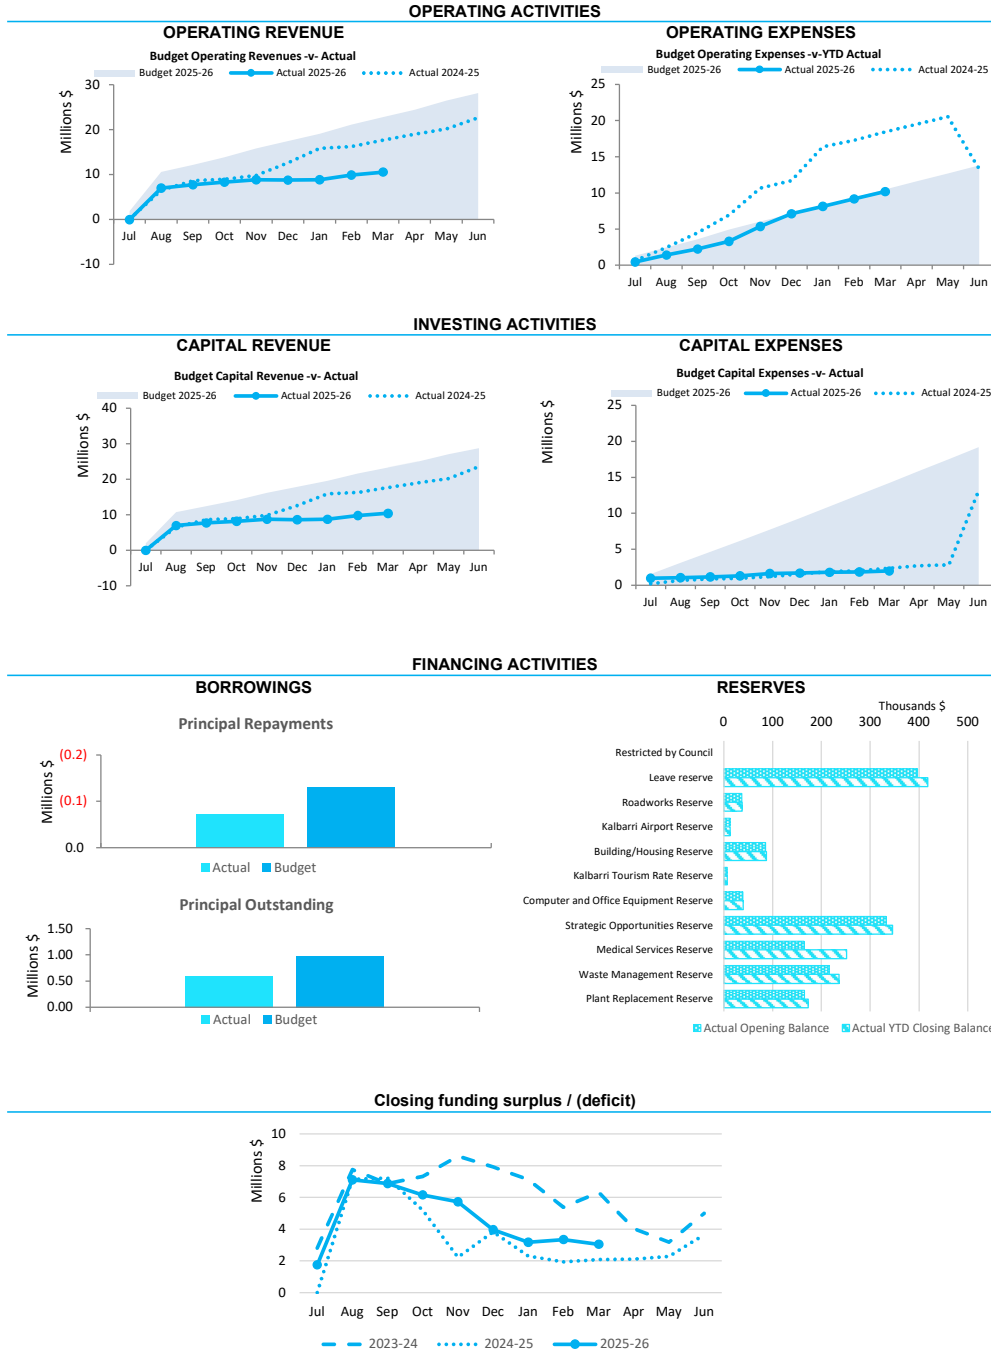 OPERATING ACTIVITIES
OPERATING REVENUE
Budget Operating Revenues -v- Actual
Budget 2025-26 Actual 2025-26 Actual 2024-25
Millions $
30
20
10
0
-10
Jul Aug Sep Oct Nov Dec Jan Feb Mar Apr May Jun
OPERATING EXPENSES
Budget Operating Expenses -v-YTD Actual
Budget 2025-26 Actual 2025-26 Actual 2024-25
Millions $
25
20
15
10
5
0
Jul Aug Sep Oct Nov Dec Jan Feb Mar Apr May Jun
INVESTING ACTIVITIES
CAPITAL REVENUE
Budget Capital Revenue -v- Actual
Budget 2025-26 Actual 2025-26 Actual 2024-25
Millions $
40
30
20
10
0
-10
Jul Aug Sep Oct Nov Dec Jan Feb Mar Apr May Jun
CAPITAL EXPENSES
Budget Capital Expenses -v- Actual
Budget 2025-26 Actual 2025-26 Actual 2024-25
Millions $
25
20
15
10
5
0
Jul Aug Sep Oct Nov Dec Jan Feb Mar Apr May Jun
FINANCING ACTIVITIES
BORROWINGS
Principal Repayments
Millions $
(0.2)
(0.1)
0.0
Actual Budget
Principal Outstanding
Millions $
1.50
1.00
0.50
0.00
Actual Budget
RESERVES
Thousands $
0 100 200 300 400 500
Restricted by Council
Leave reserve
Roadworks Reserve
Kalbarri Airport Reserve
Building/Housing Reserve
Kalbarri Tourism Rate Reserve
Computer and Office Equipment Reserve
Strategic Opportunities Reserve
Medical Services Reserve
Waste Management Reserve
Plant Replacement Reserve
Actual Opening Balance Actual YTD Closing Balance
Closing funding surplus / (deficit)
Millions $
10
8
6
4
2
0
Jul Aug Sep Oct Nov Dec Jan Feb Mar Apr May Jun
2023-24 2024-25 2025-26